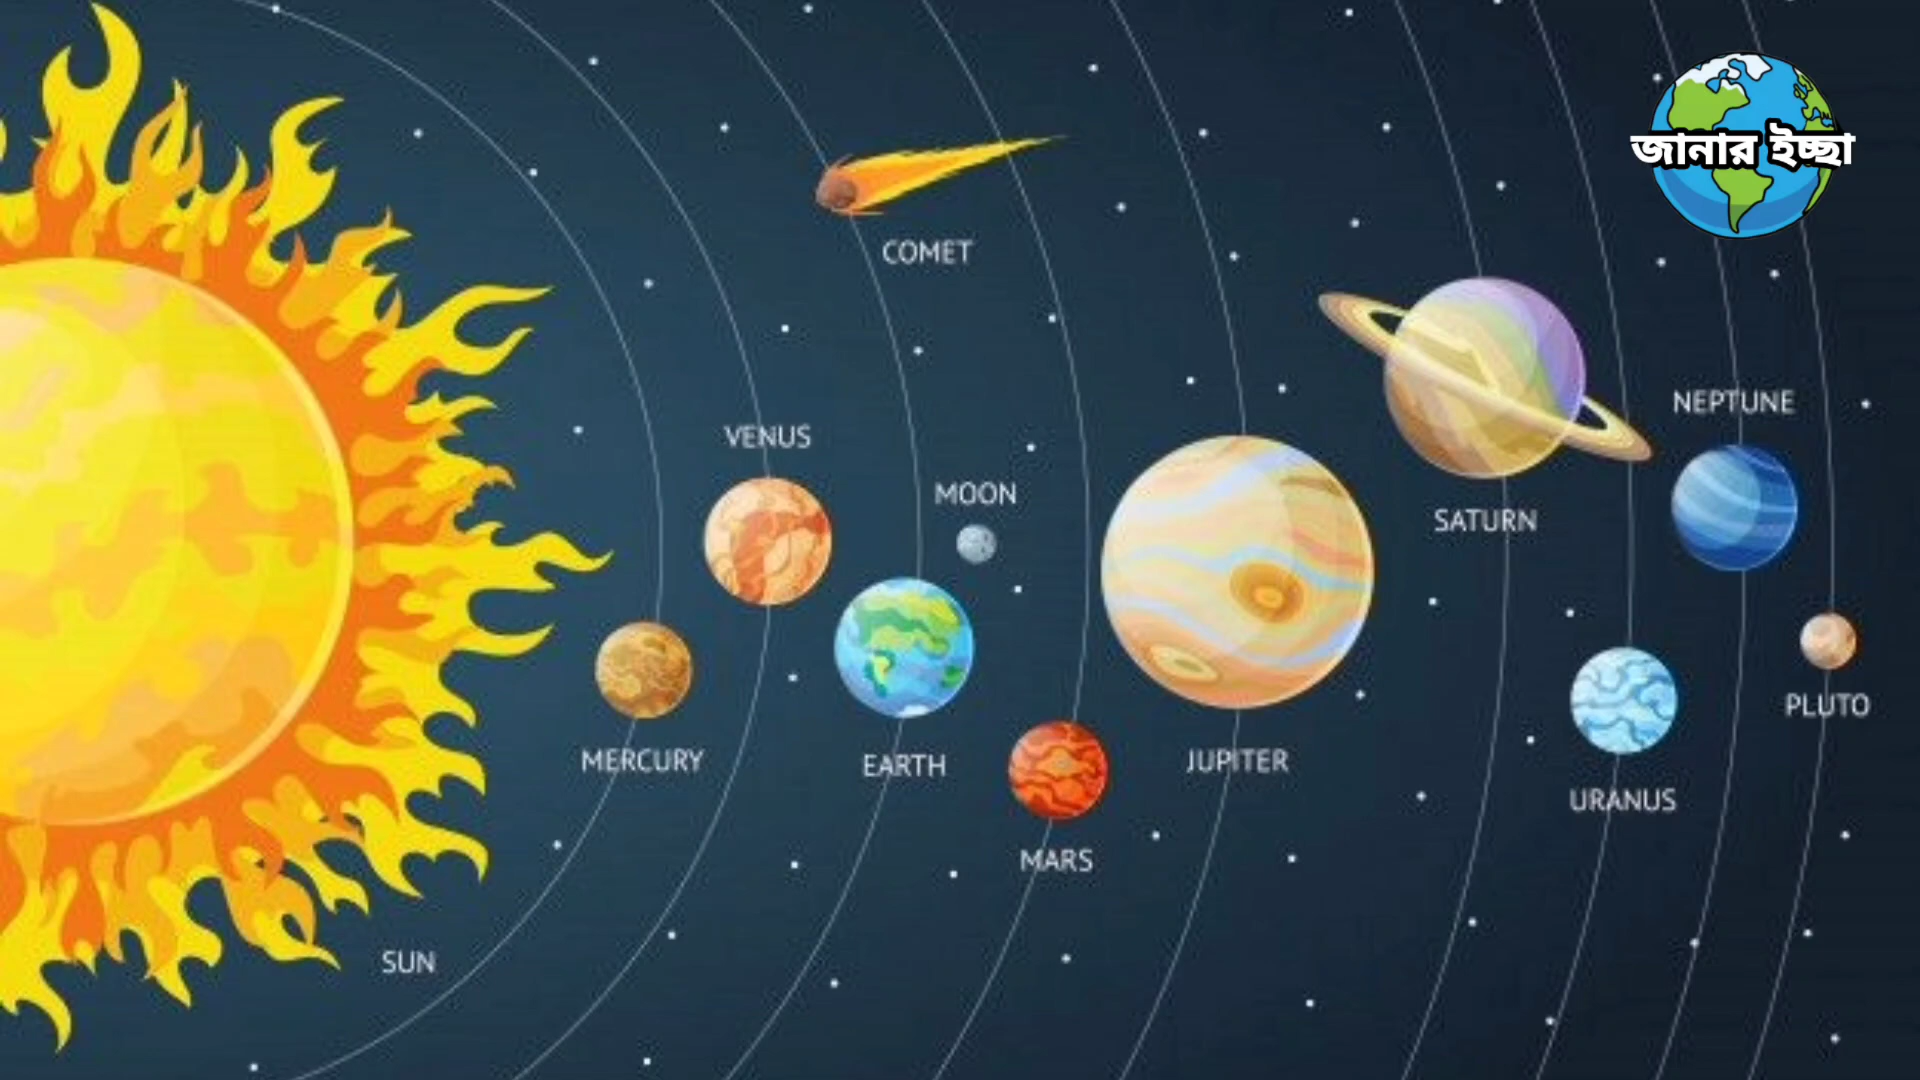 জানার ইচ্ছা
COMET
NEPTUNE
VENUS
MOON
SATURN
PLUTO
MERCURY
EARTH
JUPITER
URANUS
MARS
SUN